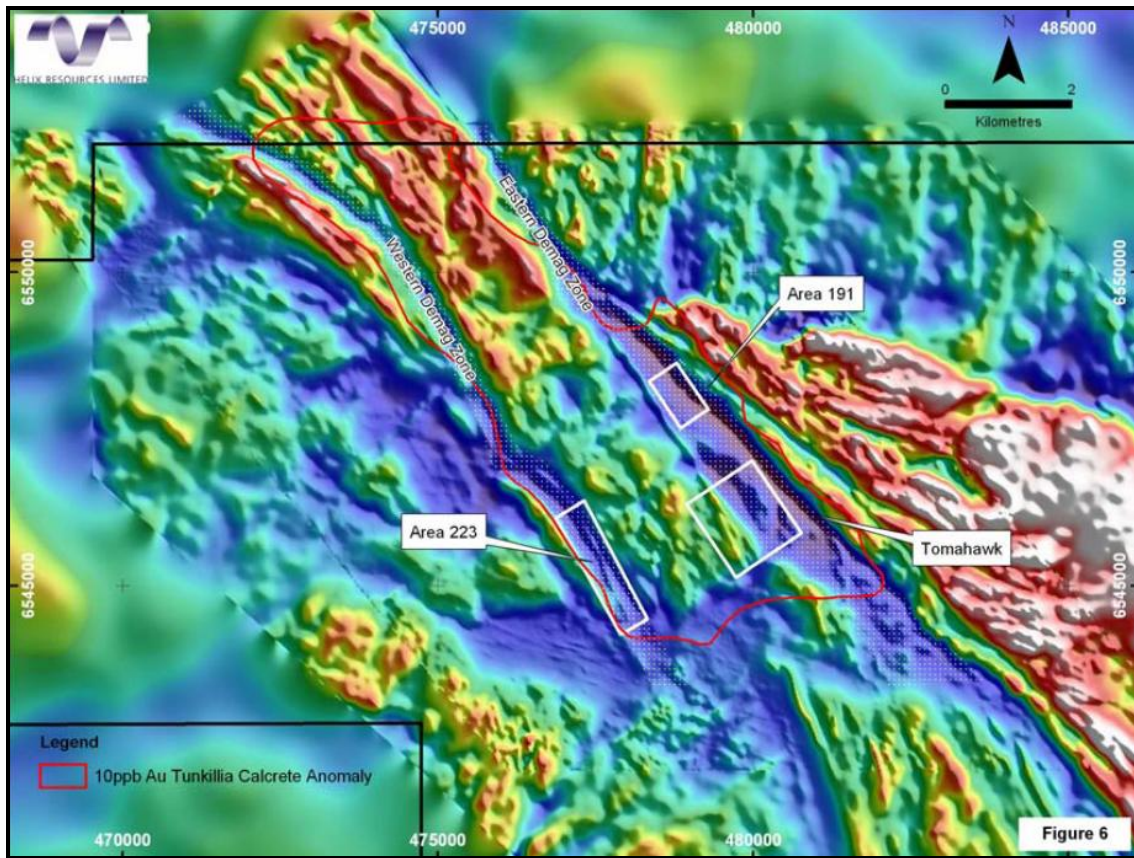 475000
480000
485000
N
0 2
Kilometres
HELIX RESOURCES LIMITED
Eastern Demag Zone
Western Demag Zone
6550000
6550000
Area 191
Area 223
Tomahawk
6545000
6545000
Legend
10ppb Au Tunkillia Calcrete Anomaly
470000
475000
480000
Figure 6